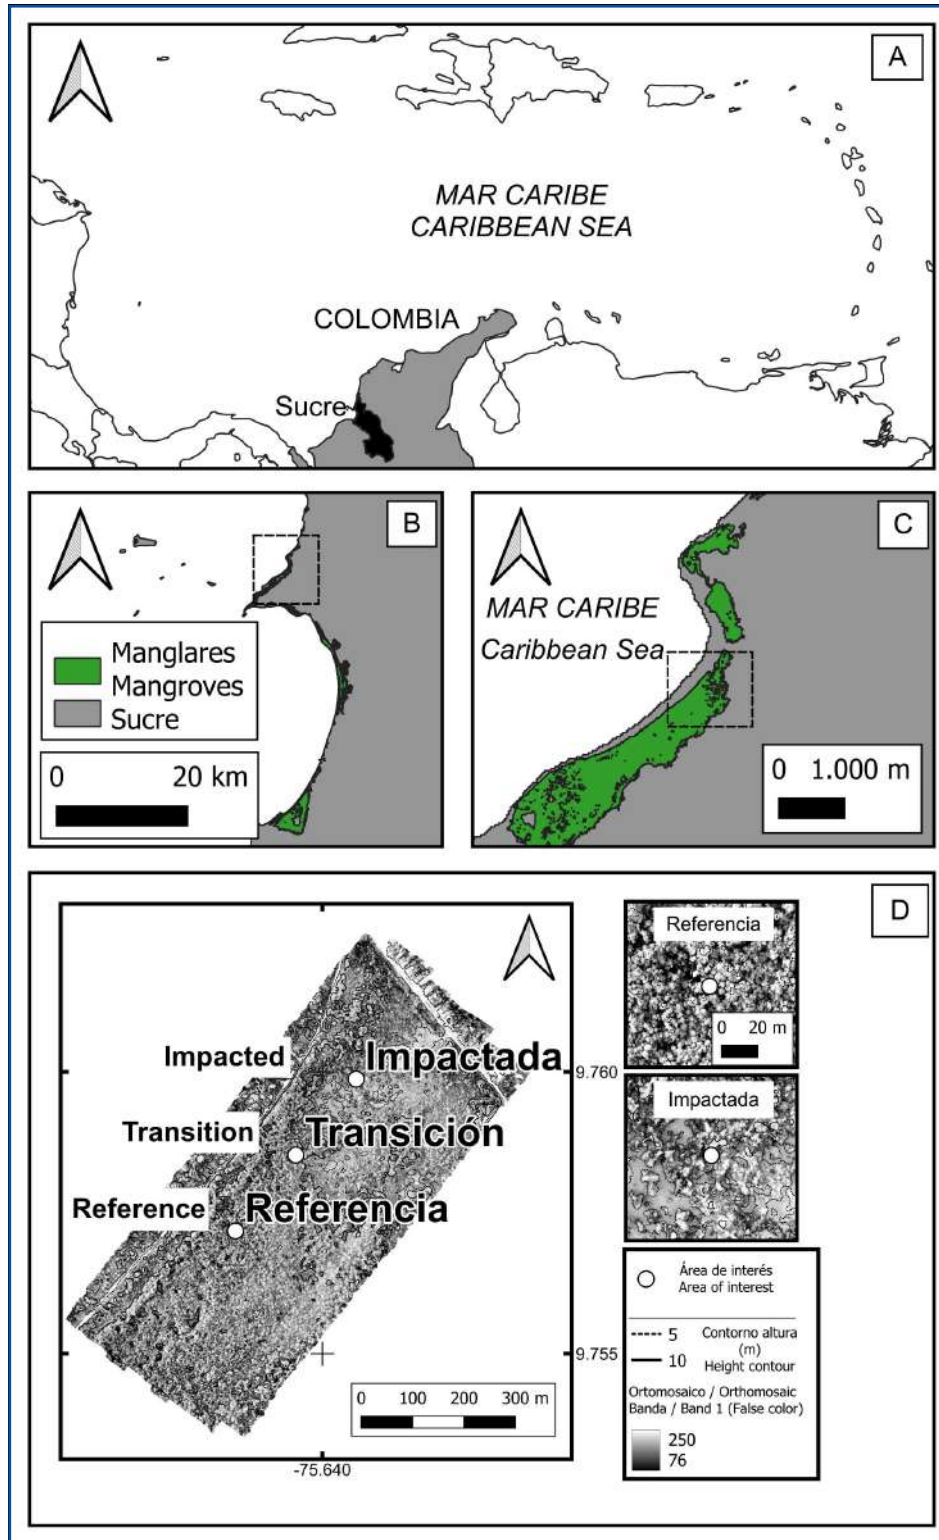 A
MAR CARIBE
CARIBBEAN SEA
COLOMBIA
Sucre
B
Manglares
Mangroves
Sucre
0 20 km
C
MAR CARIBE
Caribbean Sea
0 1.000 m
D
Impacted
Impactada
Transition
Transición
Reference
Referencia
9.760
9.755
-75.640
0 100 200 300 m
Referencia
0 20 m
Impactada
Área de interés
Area of interest
5 Contorno altura
(m)
10 Height contour
Ortomosaico / Orthomosaic
Banda / Band 1 (False color)
250
76